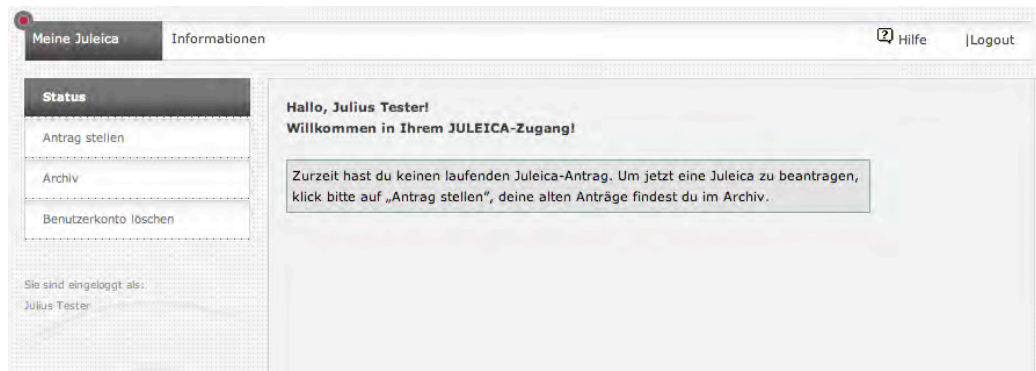 Meine Juleica Informationen Hilfe |Logout
Status
Antrag stellen
Archiv
Benutzerkonto löschen
Sie sind eingeloggt als:
Julius Tester
Hallo, Julius Tester!
Willkommen in Ihrem JULEICA-Zugang!
Zurzeit hast du keinen laufenden Juleica-Antrag. Um jetzt eine Juleica zu beantragen,
klick bitte auf „Antrag stellen”, deine alten Anträge findest du im Archiv.